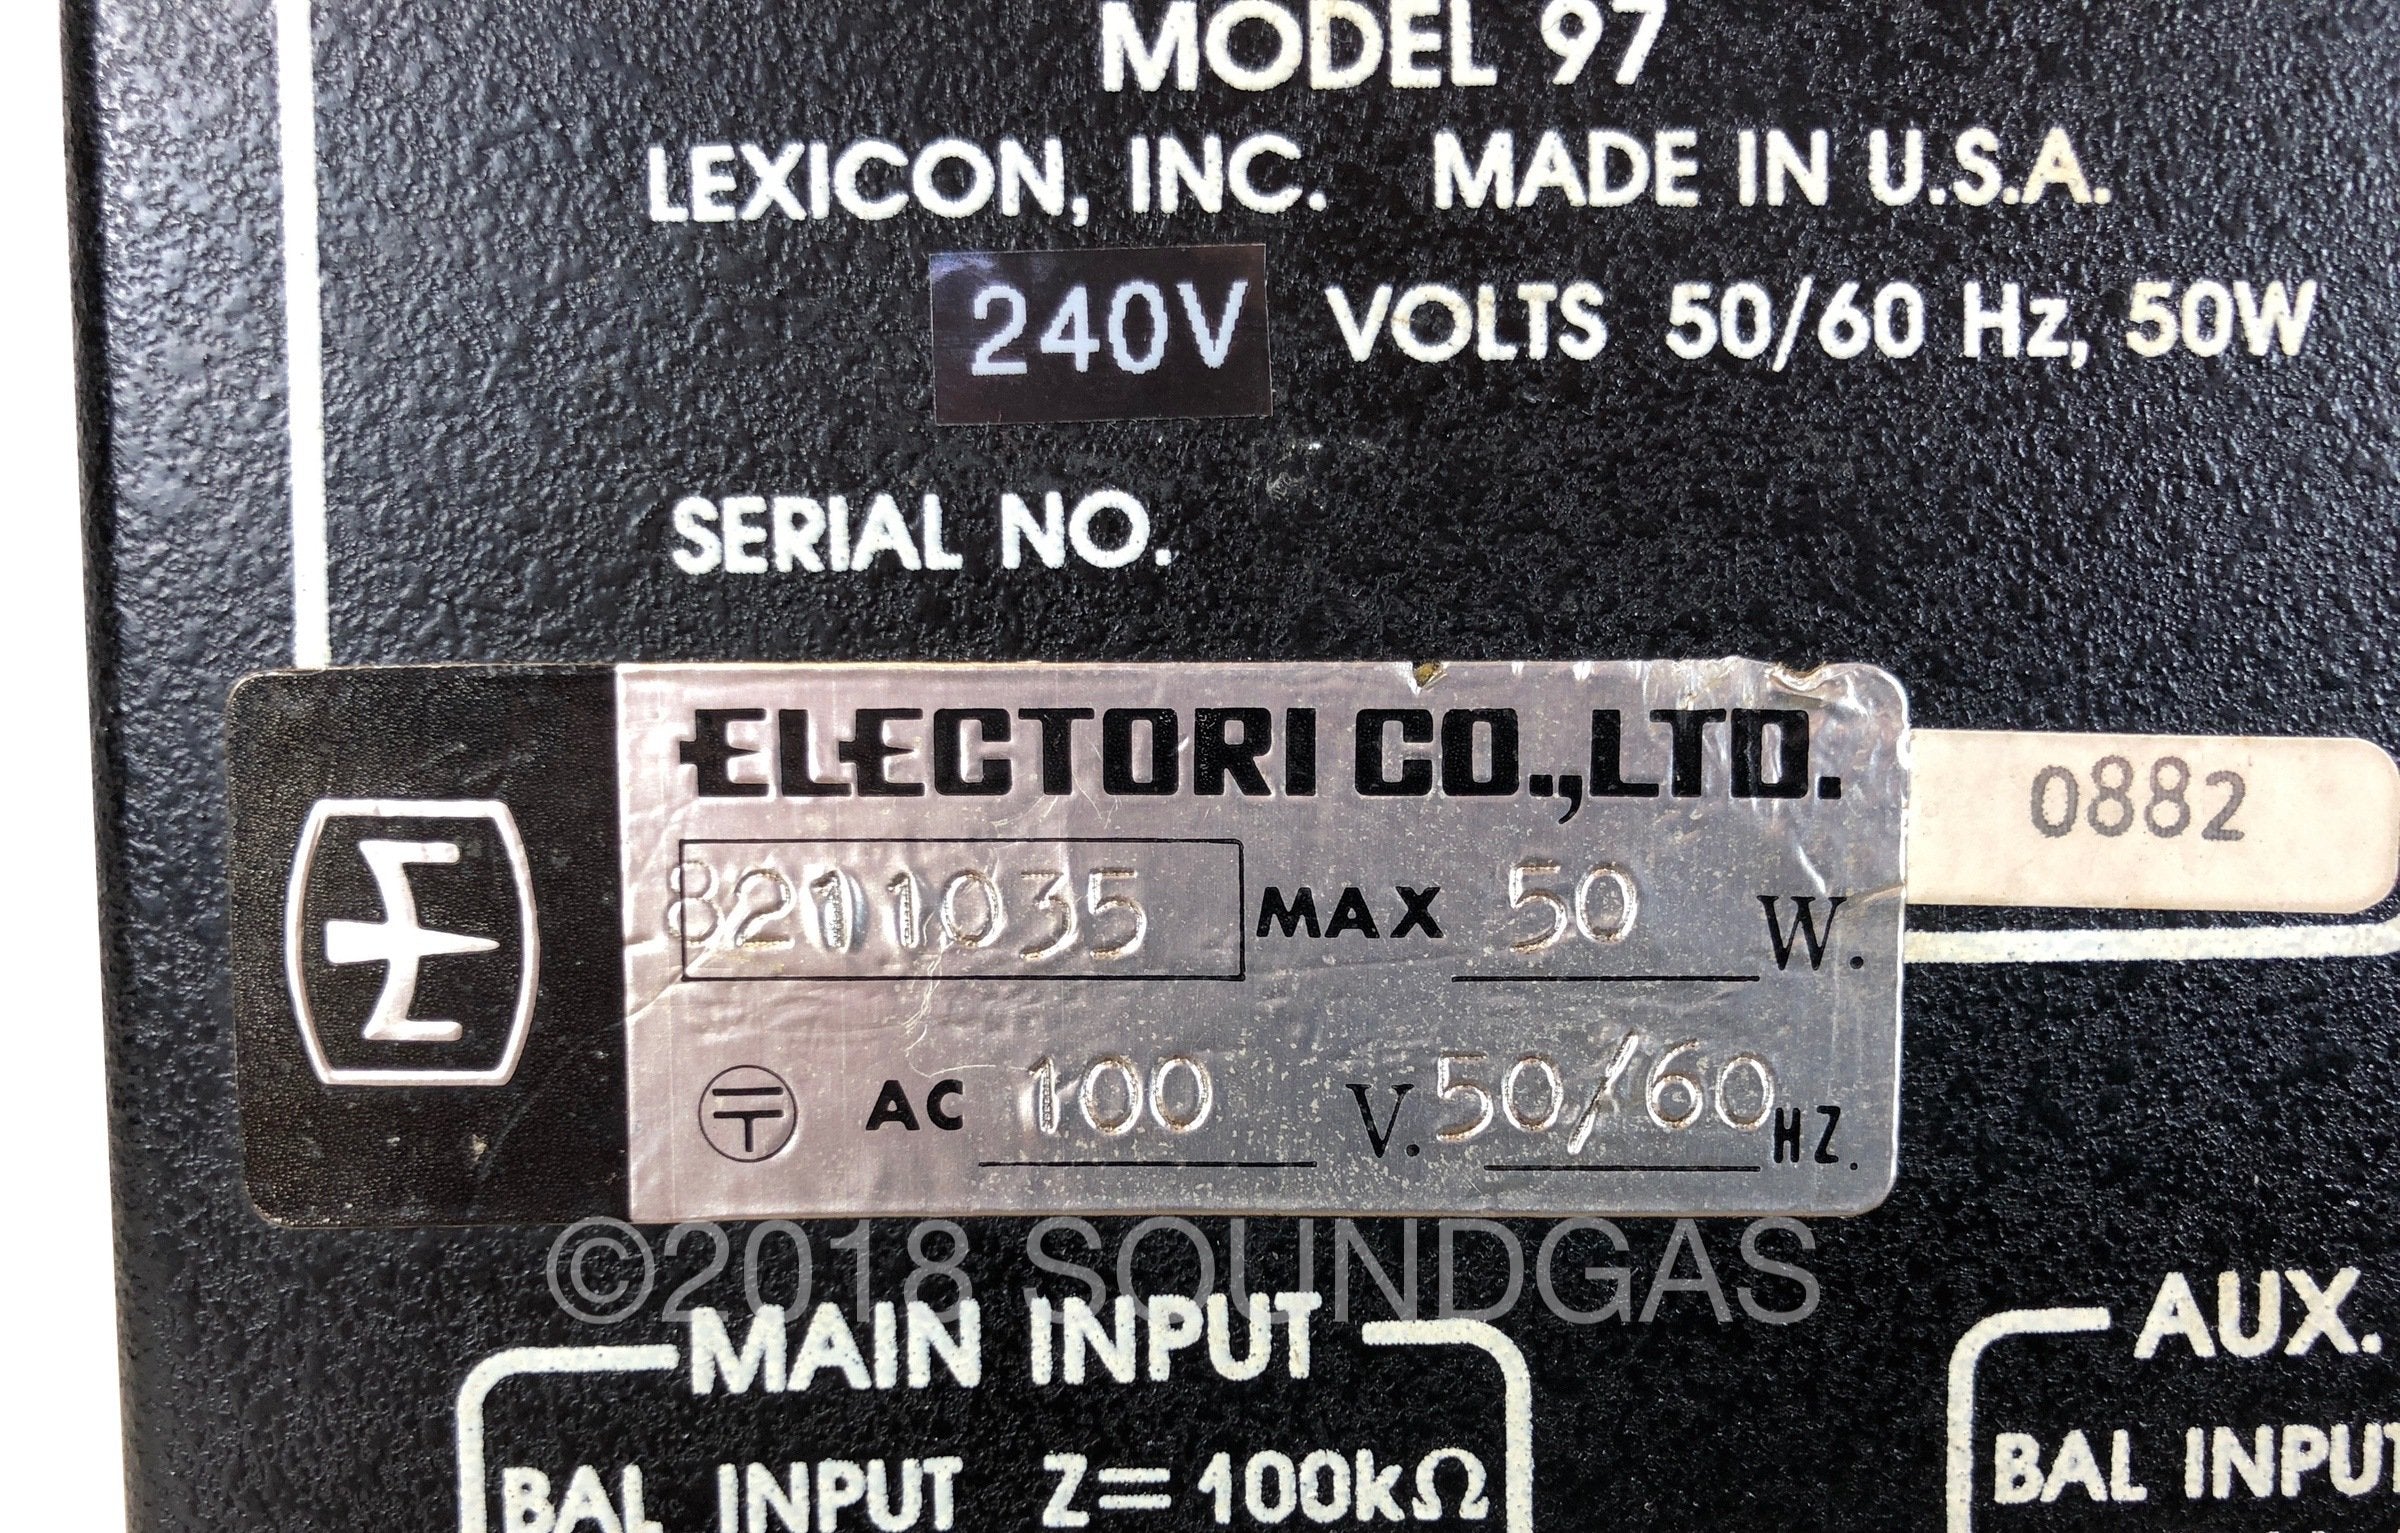 MODEL 97
LEXICON, INC. MADE IN U.S.A.
240V VOLTS 50/60 Hz, 50W
SERIAL NO.
ELECTORI CO.,LTD.
0882
8211035 MAX 50 W.
〒 AC 100 V. 50/60 HZ.
©2018 SOUNDGAS
MAIN INPUT
AUX.
BAL INPUT Z=100kΩ
BAL INPUT